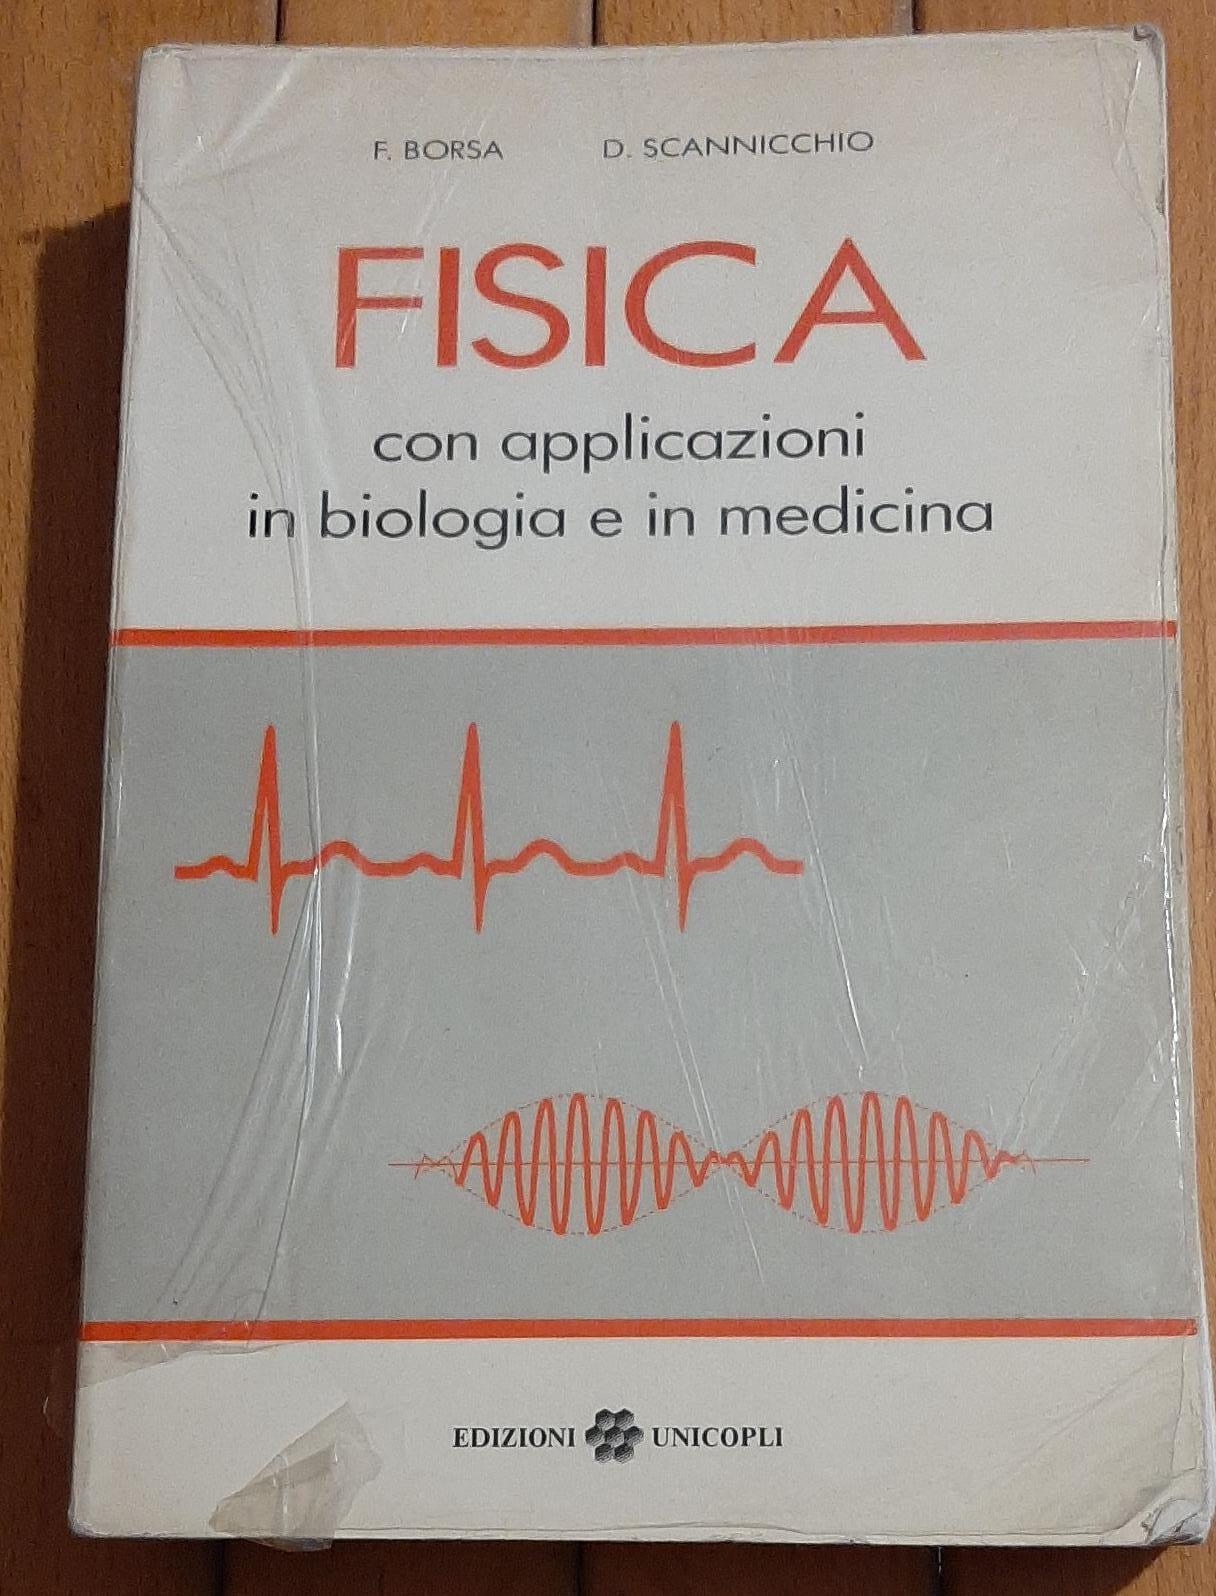 F. BORSA D. SCANNICCHIO
FISICA
con applicazioni
in biologia e in medicina
EDIZIONI UNICOPLI